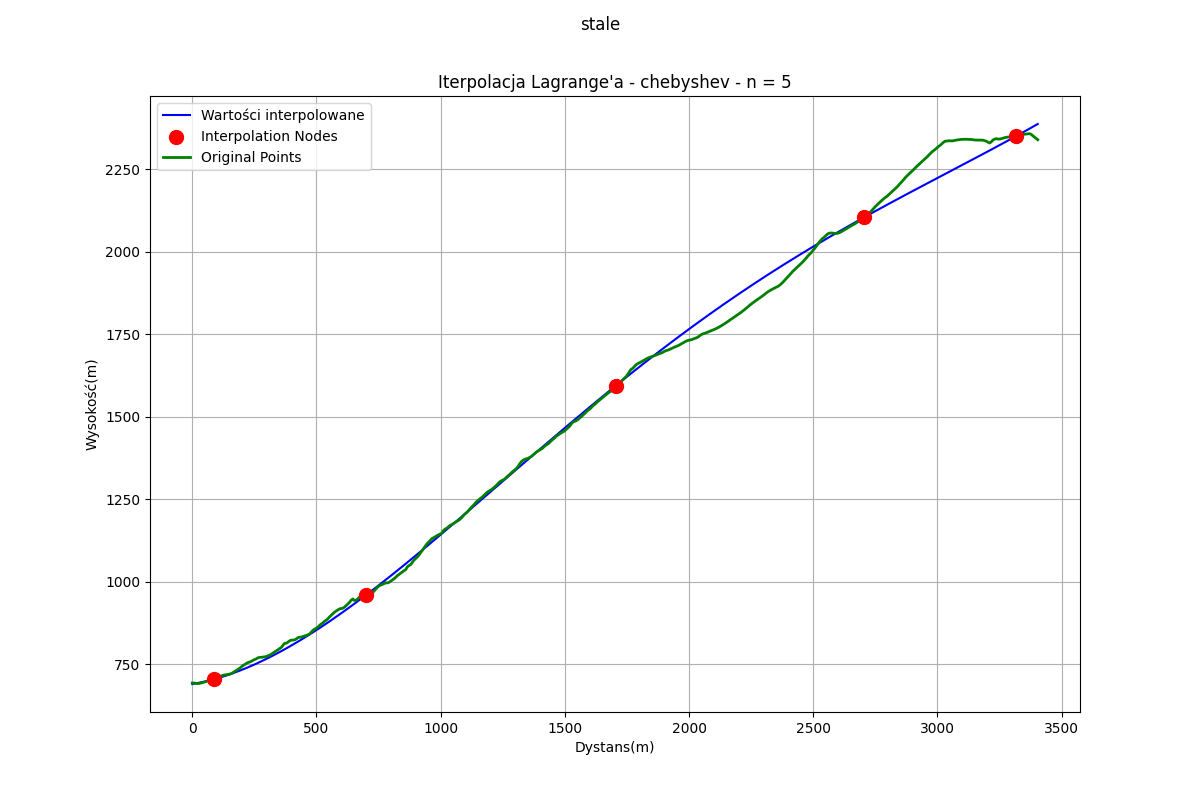 stale
Iterpolacja Lagrange'a - chebyshev - n = 5
Wartości interpolowane
Interpolation Nodes
Original Points
2250
2000
1750
1500
1250
1000
750
Wysokość(m)
0 500 1000 1500 2000 2500 3000 3500
Dystans(m)